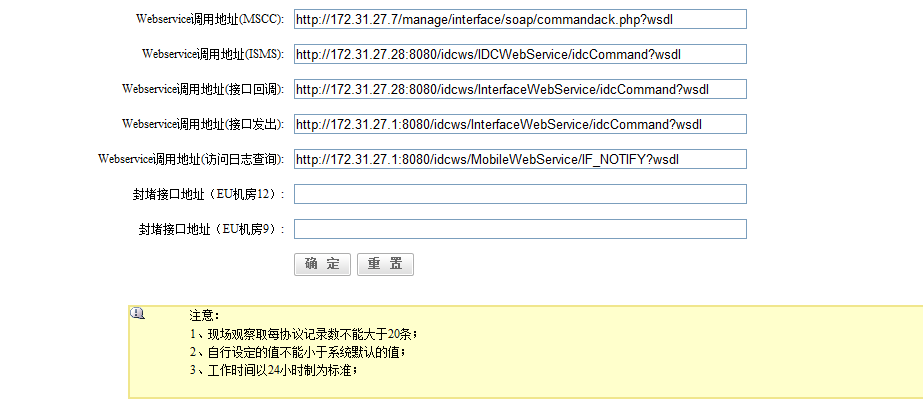 Webservice调用地址(MSCC): http://172.31.27.7/manage/interface/soap/commandack.php?wsdl
Webservice调用地址(ISMS): http://172.31.27.28:8080/idcws/IDCWebService/idcCommand?wsdl
Webservice调用地址(接口回调): http://172.31.27.28:8080/idcws/InterfaceWebService/idcCommand?wsdl
Webservice调用地址(接口发出): http://172.31.27.1:8080/idcws/InterfaceWebService/idcCommand?wsdl
Webservice调用地址(访问日志查询): http://172.31.27.1:8080/idcws/MobileWebService/IF_NOTIFY?wsdl
封堵接口地址（EU机房12）:
封堵接口地址（EU机房9）:
确 定 重 置
注意：
1、现场观察取每协议记录数不能大于20条；
2、自行设定的值不能小于系统默认的值；
3、工作时间以24小时制为标准；